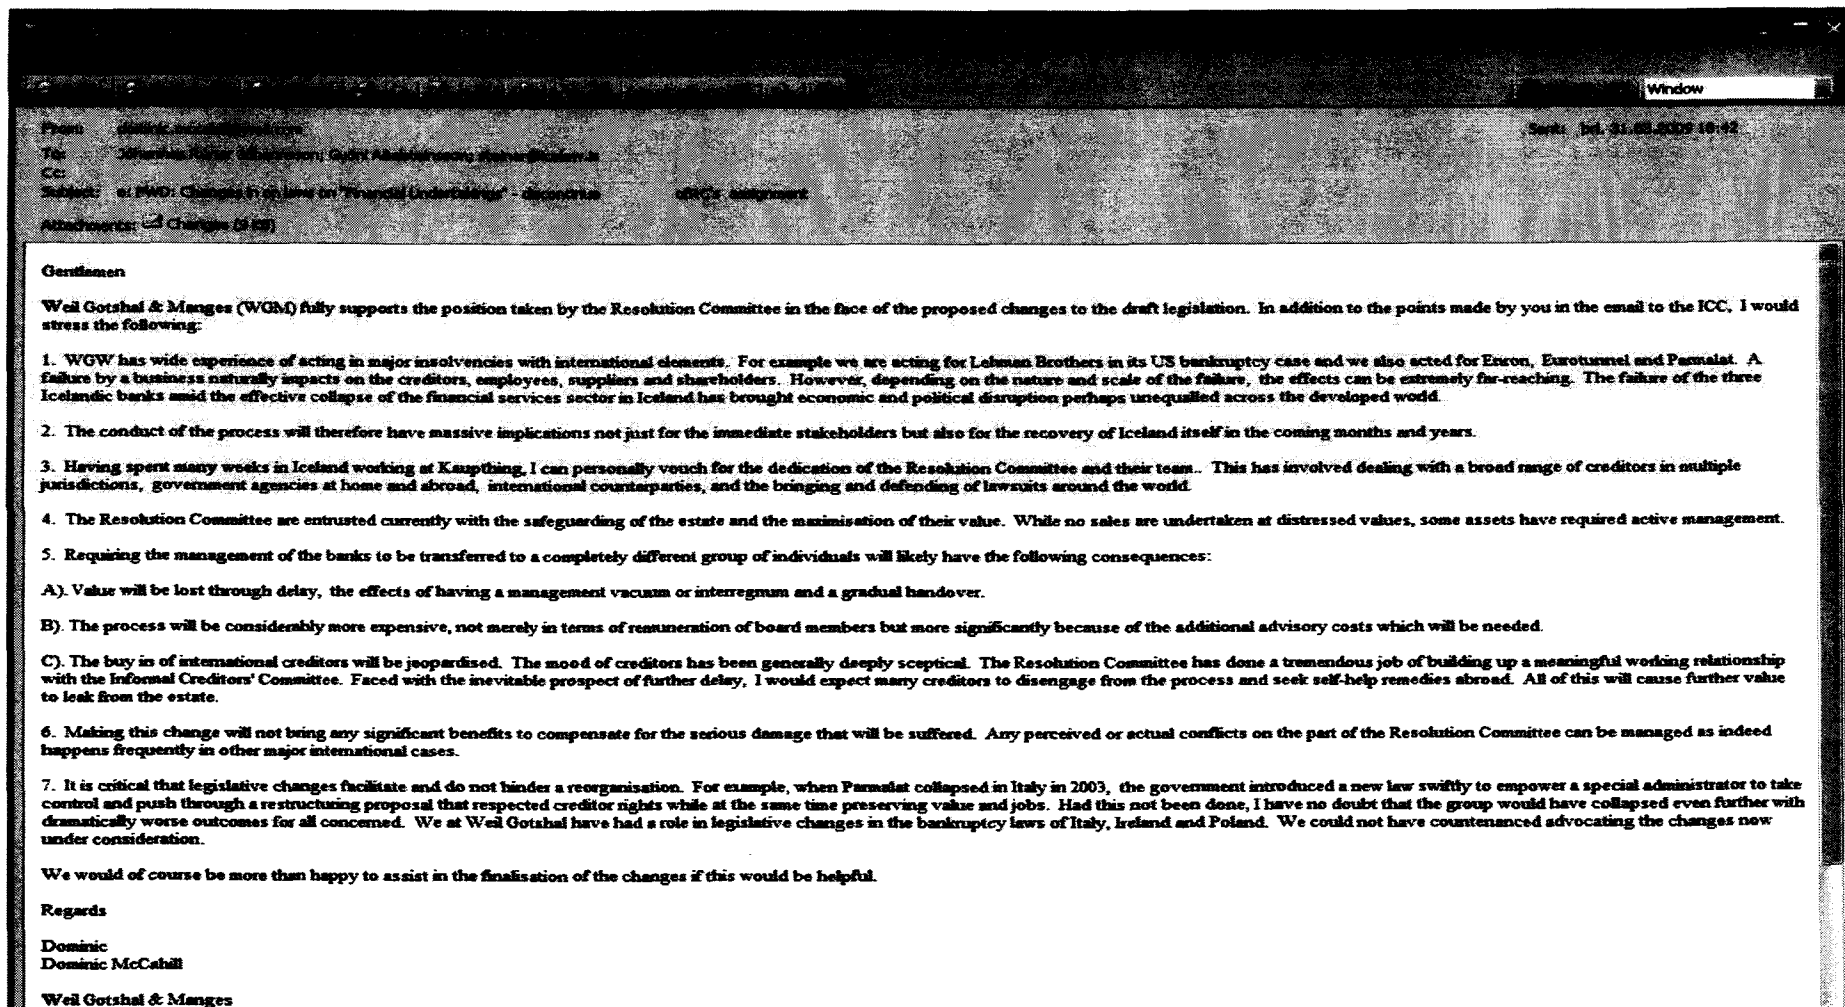 Window
From:
Sent: þri. 31.03.2009 18:42
To:
Cc:
Subject: FWD: Changes in on laws on "Financial Undertakings" - discontinue assignment
Attachments: Changes (9 KB)
Gentlemen
Weil Gotshal & Manges (WGM) fully supports the position taken by the Resolution Committee in the face of the proposed changes to the draft legislation. In addition to the points made by you in the email to the ICC, I would
stress the following:
1. WGW has wide experience of acting in major insolvencies with international elements. For example we are acting for Lehman Brothers in its US bankruptcy case and we also acted for Enron, Eurotunnel and Parmalat. A
failure by a business naturally impacts on the creditors, employees, suppliers and shareholders. However, depending on the nature and scale of the failure, the effects can be extremely far-reaching. The failure of the three
Icelandic banks amid the effective collapse of the financial services sector in Iceland has brought economic and political disruption perhaps unequalled across the developed world.
2. The conduct of the process will therefore have massive implications not just for the immediate stakeholders but also for the recovery of Iceland itself in the coming months and years.
3. Having spent many weeks in Iceland working at Kaupthing, I can personally vouch for the dedication of the Resolution Committee and their team.. This has involved dealing with a broad range of creditors in multiple
jurisdictions, government agencies at home and abroad, international counterparties, and the bringing and defending of lawsuits around the world.
4. The Resolution Committee are entrusted currently with the safeguarding of the estate and the maximisation of their value. While no sales are undertaken at distressed values, some assets have required active management.
5. Requiring the management of the banks to be transferred to a completely different group of individuals will likely have the following consequences:
A). Value will be lost through delay, the effects of having a management vacuum or interregnum and a gradual handover.
B). The process will be considerably more expensive, not merely in terms of remuneration of board members but more significantly because of the additional advisory costs which will be needed.
C). The buy in of international creditors will be jeopardised. The mood of creditors has been generally deeply sceptical. The Resolution Committee has done a tremendous job of building up a meaningful working relationship
with the Informal Creditors' Committee. Faced with the inevitable prospect of further delay, I would expect many creditors to disengage from the process and seek self-help remedies abroad. All of this will cause further value
to leak from the estate.
6. Making this change will not bring any significant benefits to compensate for the serious damage that will be suffered. Any perceived or actual conflicts on the part of the Resolution Committee can be managed as indeed
happens frequently in other major international cases.
7. It is critical that legislative changes facilitate and do not hinder a reorganisation. For example, when Parmalat collapsed in Italy in 2003, the government introduced a new law swiftly to empower a special administrator to take
control and push through a restructuring proposal that respected creditor rights while at the same time preserving value and jobs. Had this not been done, I have no doubt that the group would have collapsed even further with
dramatically worse outcomes for all concerned. We at Weil Gotshal have had a role in legislative changes in the bankruptcy laws of Italy, Ireland and Poland. We could not have countenanced advocating the changes now
under consideration.
We would of course be more than happy to assist in the finalisation of the changes if this would be helpful.
Regards
Dominic
Dominic McCahill
Weil Gotshal & Manges